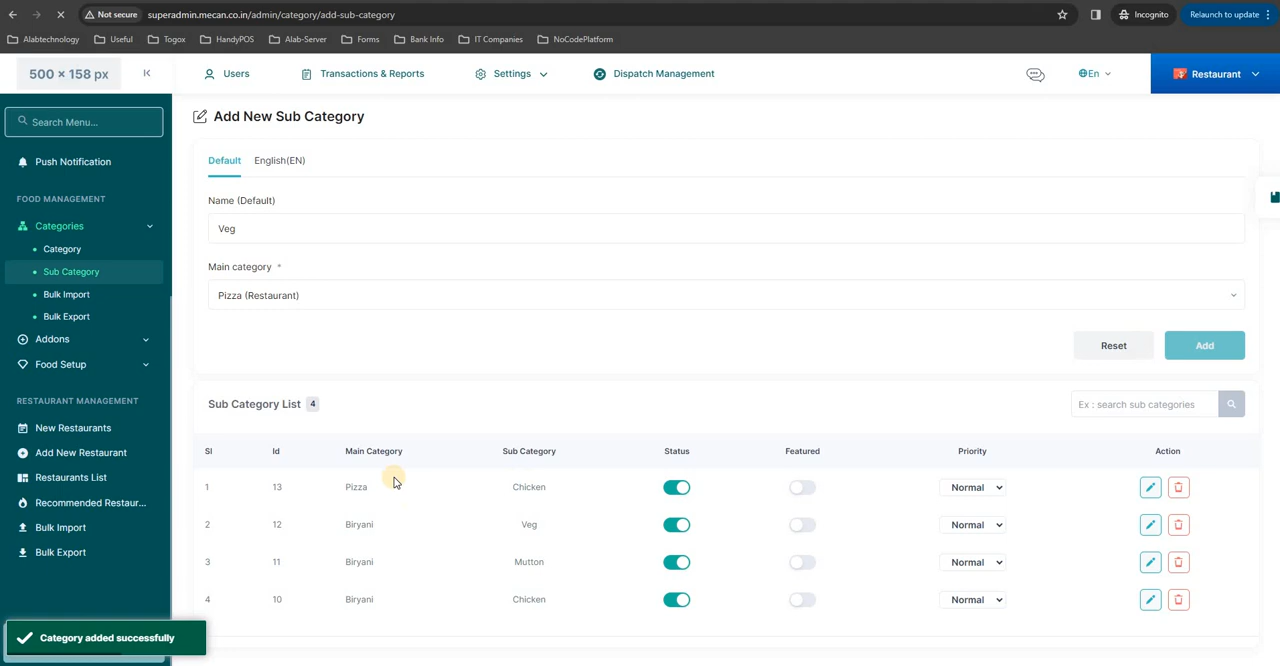 Not secure
superadmin.mecan.co.in/admin/category/add-sub-category
Incognito
Relaunch to update
Alabtechnology
Useful
Togox
HandyPOS
Alab-Server
Forms
Bank Info
IT Companies
NoCodePlatform
500 × 158 px
Users
Transactions & Reports
Settings
Dispatch Management
En
Restaurant
Search Menu...
Push Notification
FOOD MANAGEMENT
Categories
Category
Sub Category
Bulk Import
Bulk Export
Addons
Food Setup
RESTAURANT MANAGEMENT
New Restaurants
Add New Restaurant
Restaurants List
Recommended Restaur...
Bulk Import
Bulk Export
Category added successfully
Add New Sub Category
Default English(EN)
Name (Default)
Veg
Main category *
Pizza (Restaurant)
Reset Add
Sub Category List 4
Ex : search sub categories
Sl Id Main Category Sub Category Status Featured Priority Action
1 13 Pizza Chicken Normal
2 12 Biryani Veg Normal
3 11 Biryani Mutton Normal
4 10 Biryani Chicken Normal